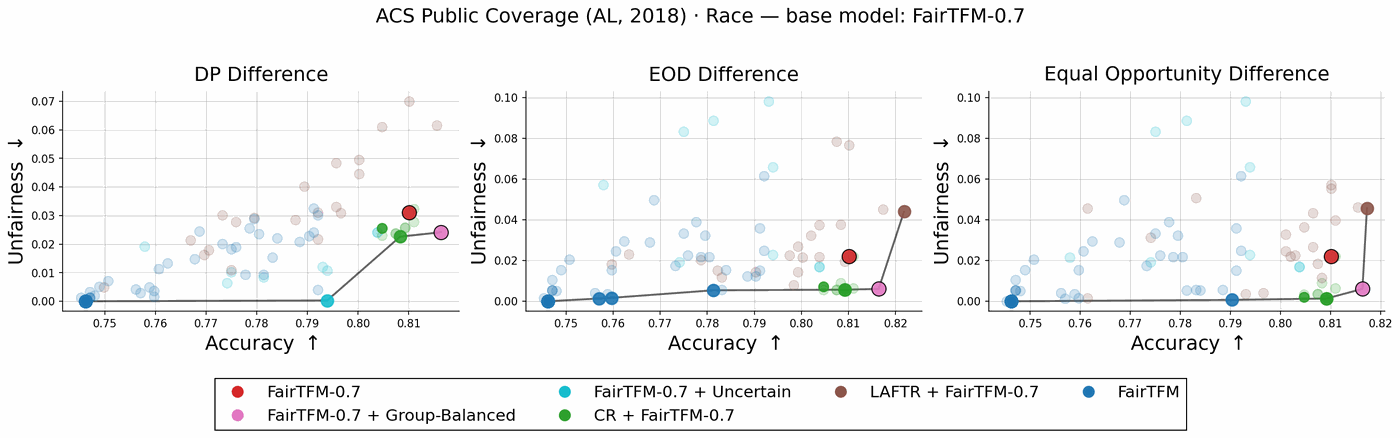 ACS Public Coverage (AL, 2018) · Race — base model: FairTFM-0.7
DP Difference
EOD Difference
Equal Opportunity Difference
Unfairness ↓
0.07
0.06
0.05
0.04
0.03
0.02
0.01
0.00
0.75 0.76 0.77 0.78 0.79 0.80 0.81
Accuracy ↑
Unfairness ↓
0.10
0.08
0.06
0.04
0.02
0.00
0.75 0.76 0.77 0.78 0.79 0.80 0.81 0.82
Accuracy ↑
Unfairness ↓
0.10
0.08
0.06
0.04
0.02
0.00
0.75 0.76 0.77 0.78 0.79 0.80 0.81 0.82
Accuracy ↑
FairTFM-0.7
FairTFM-0.7 + Group-Balanced
FairTFM-0.7 + Uncertain
CR + FairTFM-0.7
LAFTR + FairTFM-0.7
FairTFM